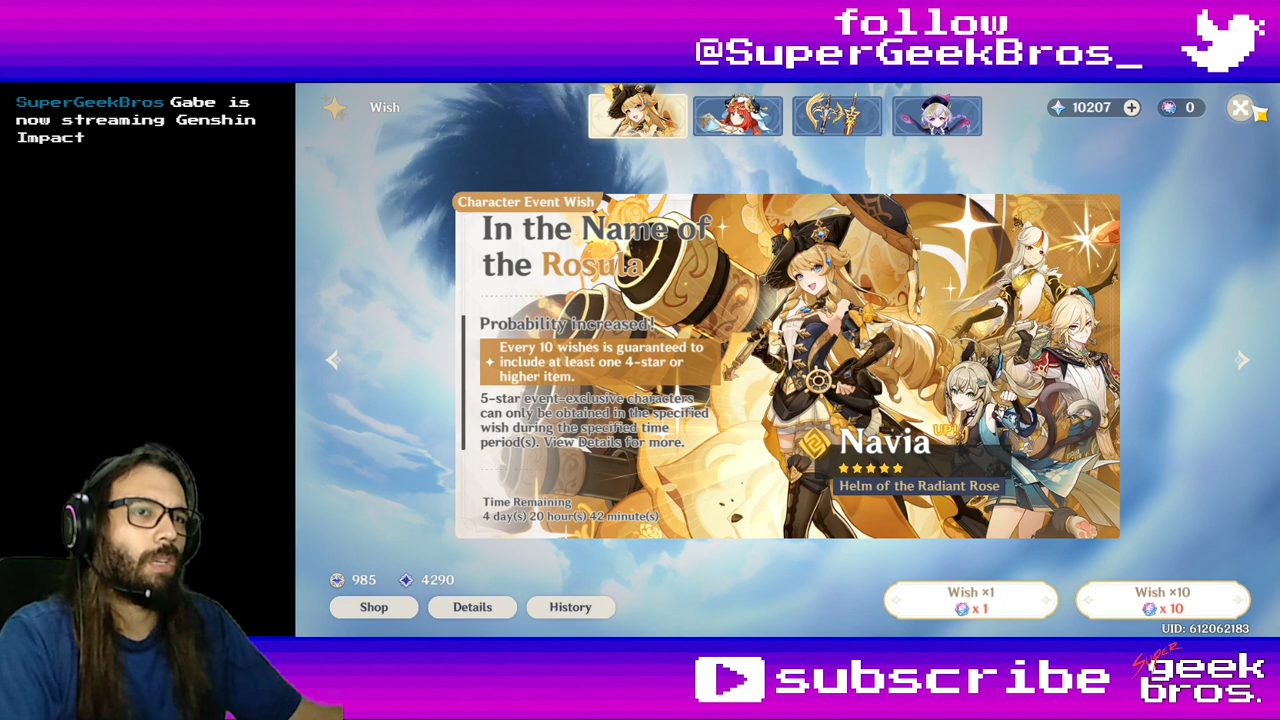 follow
@SuperGeekBros_
SuperGeekBros Gabe is
now streaming Genshin
Impact
Wish
10207
0
Character Event Wish
In the Name of
the Rosula
Probability increased!
Every 10 wishes is guaranteed to
include at least one 4-star or
higher item.
5-star event-exclusive characters
can only be obtained in the specified
wish during the specified time
period(s). View Details for more.
Time Remaining
4 day(s) 20 hour(s) 42 minute(s)
UP!
Navia
Helm of the Radiant Rose
985 4290
Shop Details History
Wish ×1
x 1
Wish ×10
x 10
UID: 612062183
subscribe
super
geek
bros.